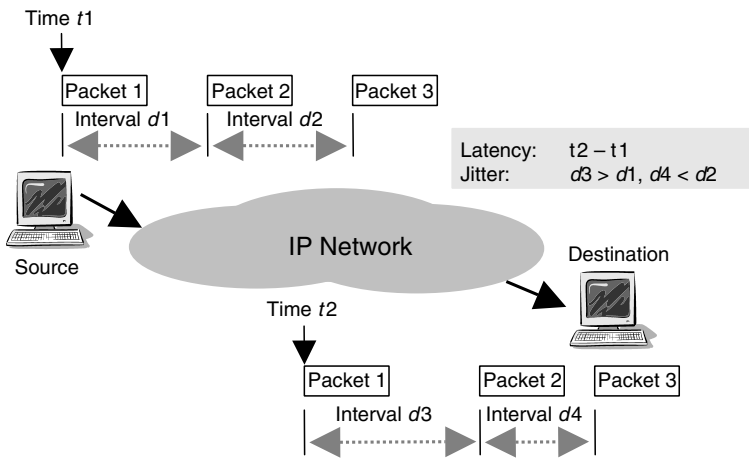 Time t1
Packet 1 Packet 2 Packet 3
Interval d1 Interval d2
Latency: t2 – t1
Jitter: d3 > d1, d4 < d2
IP Network
Source
Destination
Time t2
Packet 1 Packet 2 Packet 3
Interval d3 Interval d4